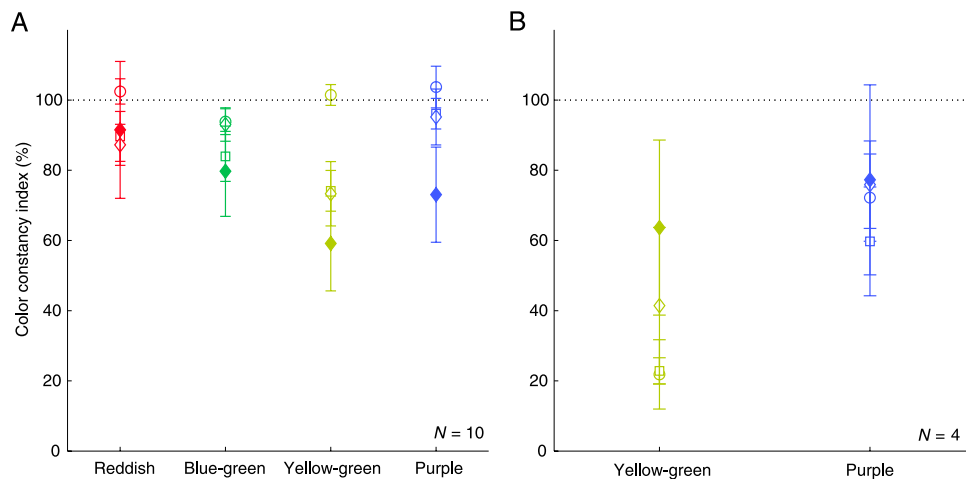 A
B
Color constancy index (%)
100
80
60
40
20
0
N = 10
Reddish
Blue-green
Yellow-green
Purple
100
80
60
40
20
0
N = 4
Yellow-green
Purple